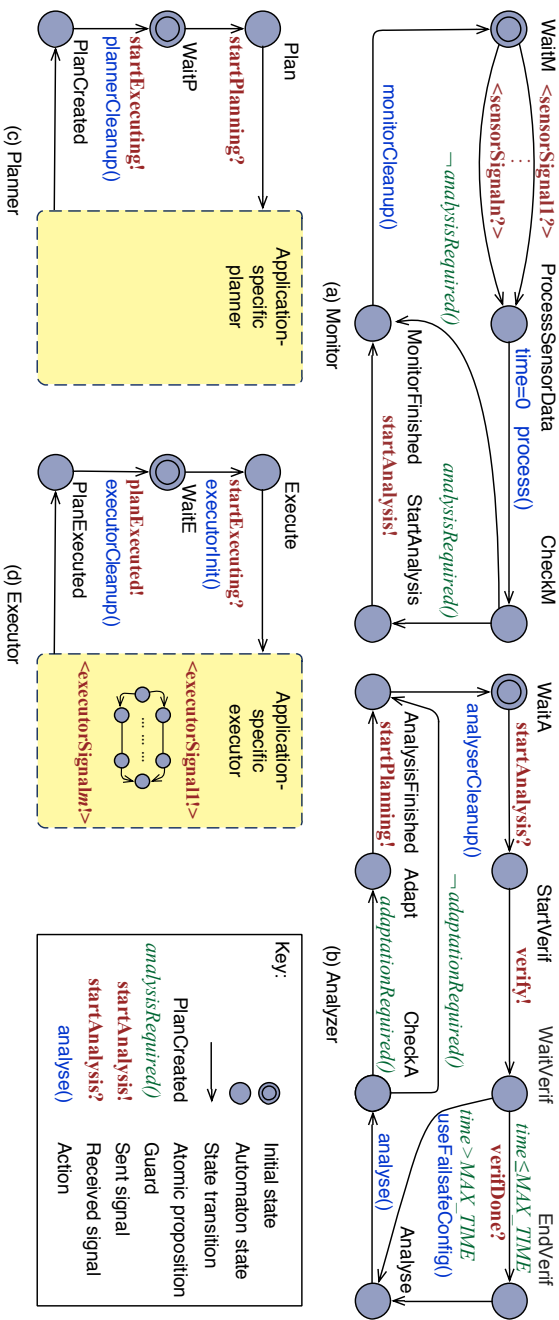 WaitM
<sensorSignal1?>
⋮
<sensorSignaln?>
ProcessSensorData
time=0 process()
CheckM
¬analysisRequired()
analysisRequired()
monitorCleanup()
MonitorFinished
startAnalysis!
StartAnalysis
(a) Monitor
WaitA
startAnalysis?
StartVerif
verify!
WaitVerif
time≤MAX_TIME
verifDone?
EndVerif
analyserCleanup()
¬adaptationRequired()
time>MAX_TIME
useFailsafeConfig()
AnalysisFinished
startPlanning!
Adapt
adaptationRequired()
CheckA
analyse()
Analyse
(b) Analyzer
Plan
startPlanning?
WaitP
startExecuting!
plannerCleanup()
PlanCreated
Application-
specific
planner
(c) Planner
Execute
startExecuting?
executorInit()
WaitE
planExecuted!
executorCleanup()
PlanExecuted
Application-
specific
executor
<executorSignal1!>
... ...
<executorSignalm!>
(d) Executor
Key:
Initial state
Automaton state
State transition
PlanCreated Atomic proposition
analysisRequired() Guard
startAnalysis! Sent signal
startAnalysis? Received signal
analyse() Action